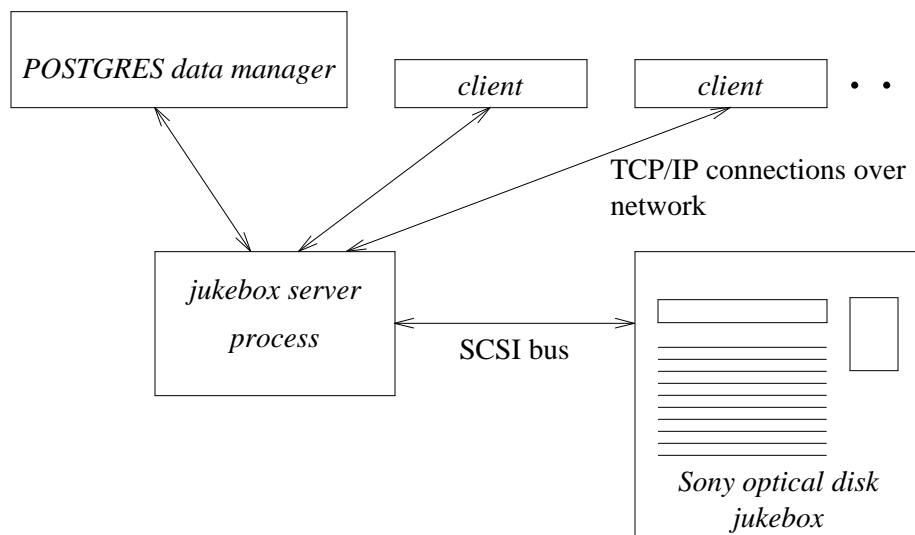 POSTGRES data manager
client
client
TCP/IP connections over
network
jukebox server
process
SCSI bus
Sony optical disk
jukebox